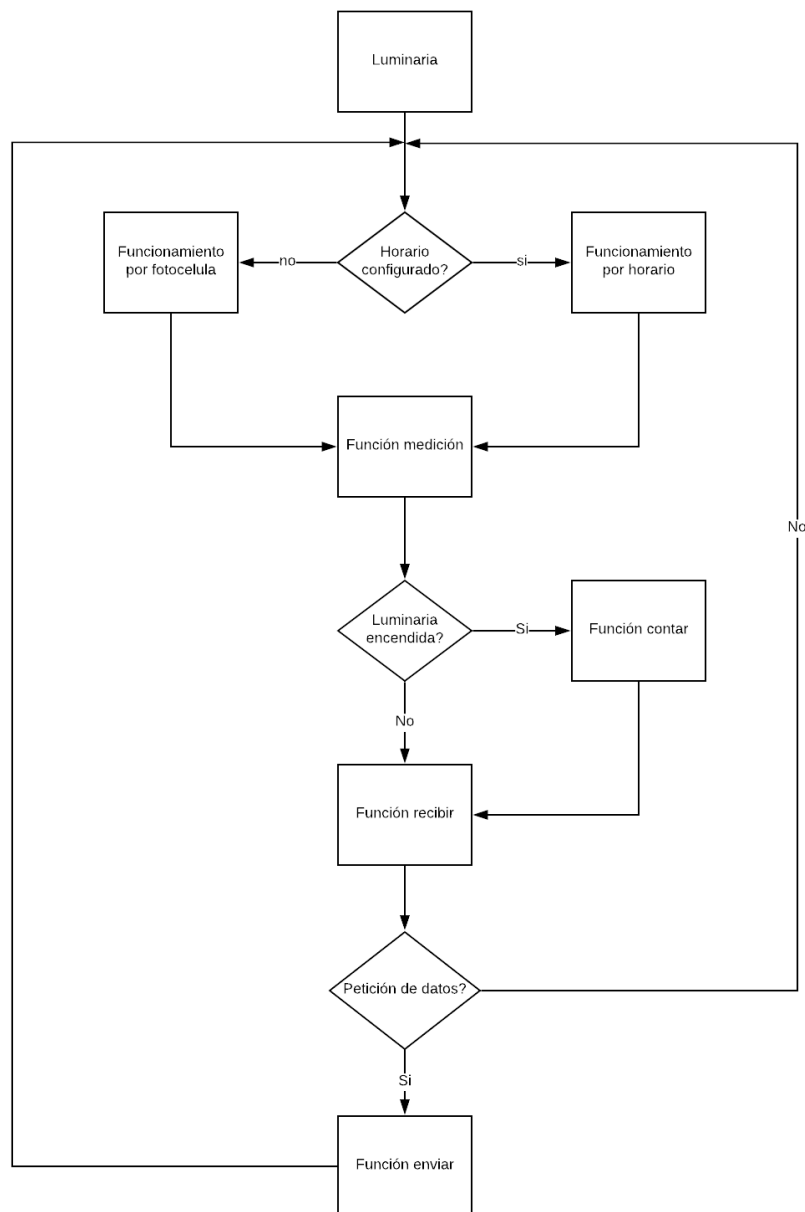 Luminaria
Funcionamiento
por fotocelula
no
Horario
configurado?
si
Funcionamiento
por horario
Función medición
No
Luminaria
encendida?
Si
Función contar
No
Función recibir
Petición de datos?
Si
Función enviar